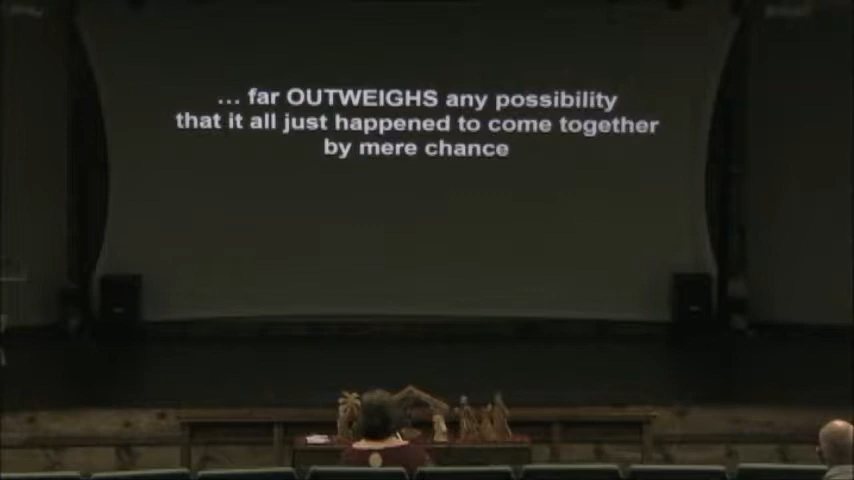 ... far OUTWEIGHS any possibility
that it all just happened to come together
by mere chance